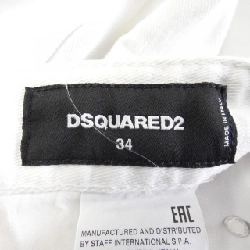 DSQUARED2
34
MADE IN ITALY
EAC
MANUFACTURED AND DISTRIBUTED
BY STAFF INTERNATIONAL S.P.A.